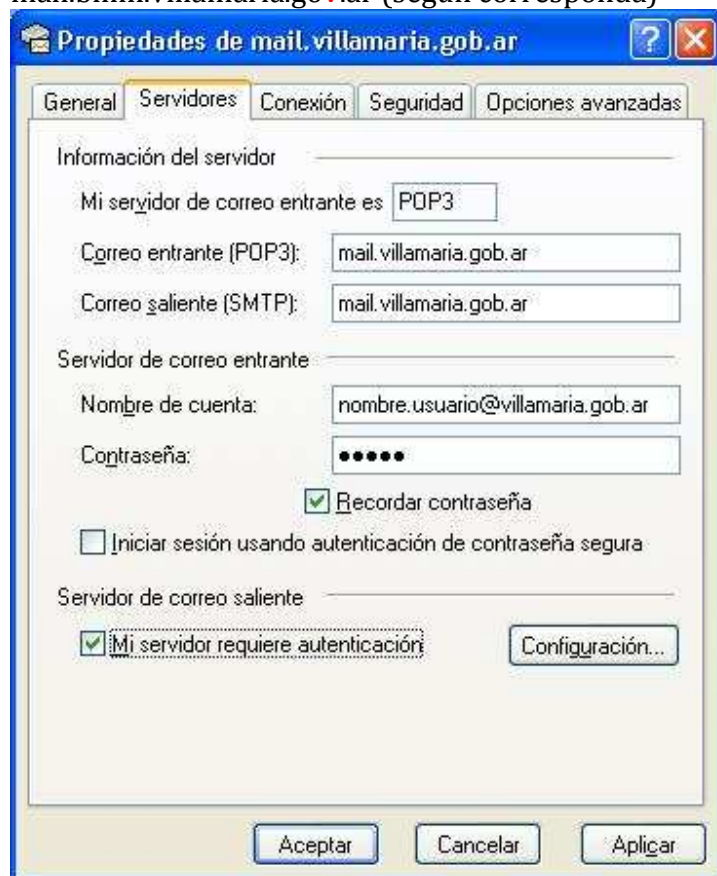 (según corresponda)
Propiedades de mail.villamaria.gob.ar
General Servidores Conexión Seguridad Opciones avanzadas
Información del servidor
Mi servidor de correo entrante es POP3
Correo entrante (POP3): mail.villamaria.gob.ar
Correo saliente (SMTP): mail.villamaria.gob.ar
Servidor de correo entrante
Nombre de cuenta: nombre.usuario@villamaria.gob.ar
Contraseña: •••••
Recordar contraseña
Iniciar sesión usando autenticación de contraseña segura
Servidor de correo saliente
Mi servidor requiere autenticación Configuración...
Aceptar Cancelar Aplicar